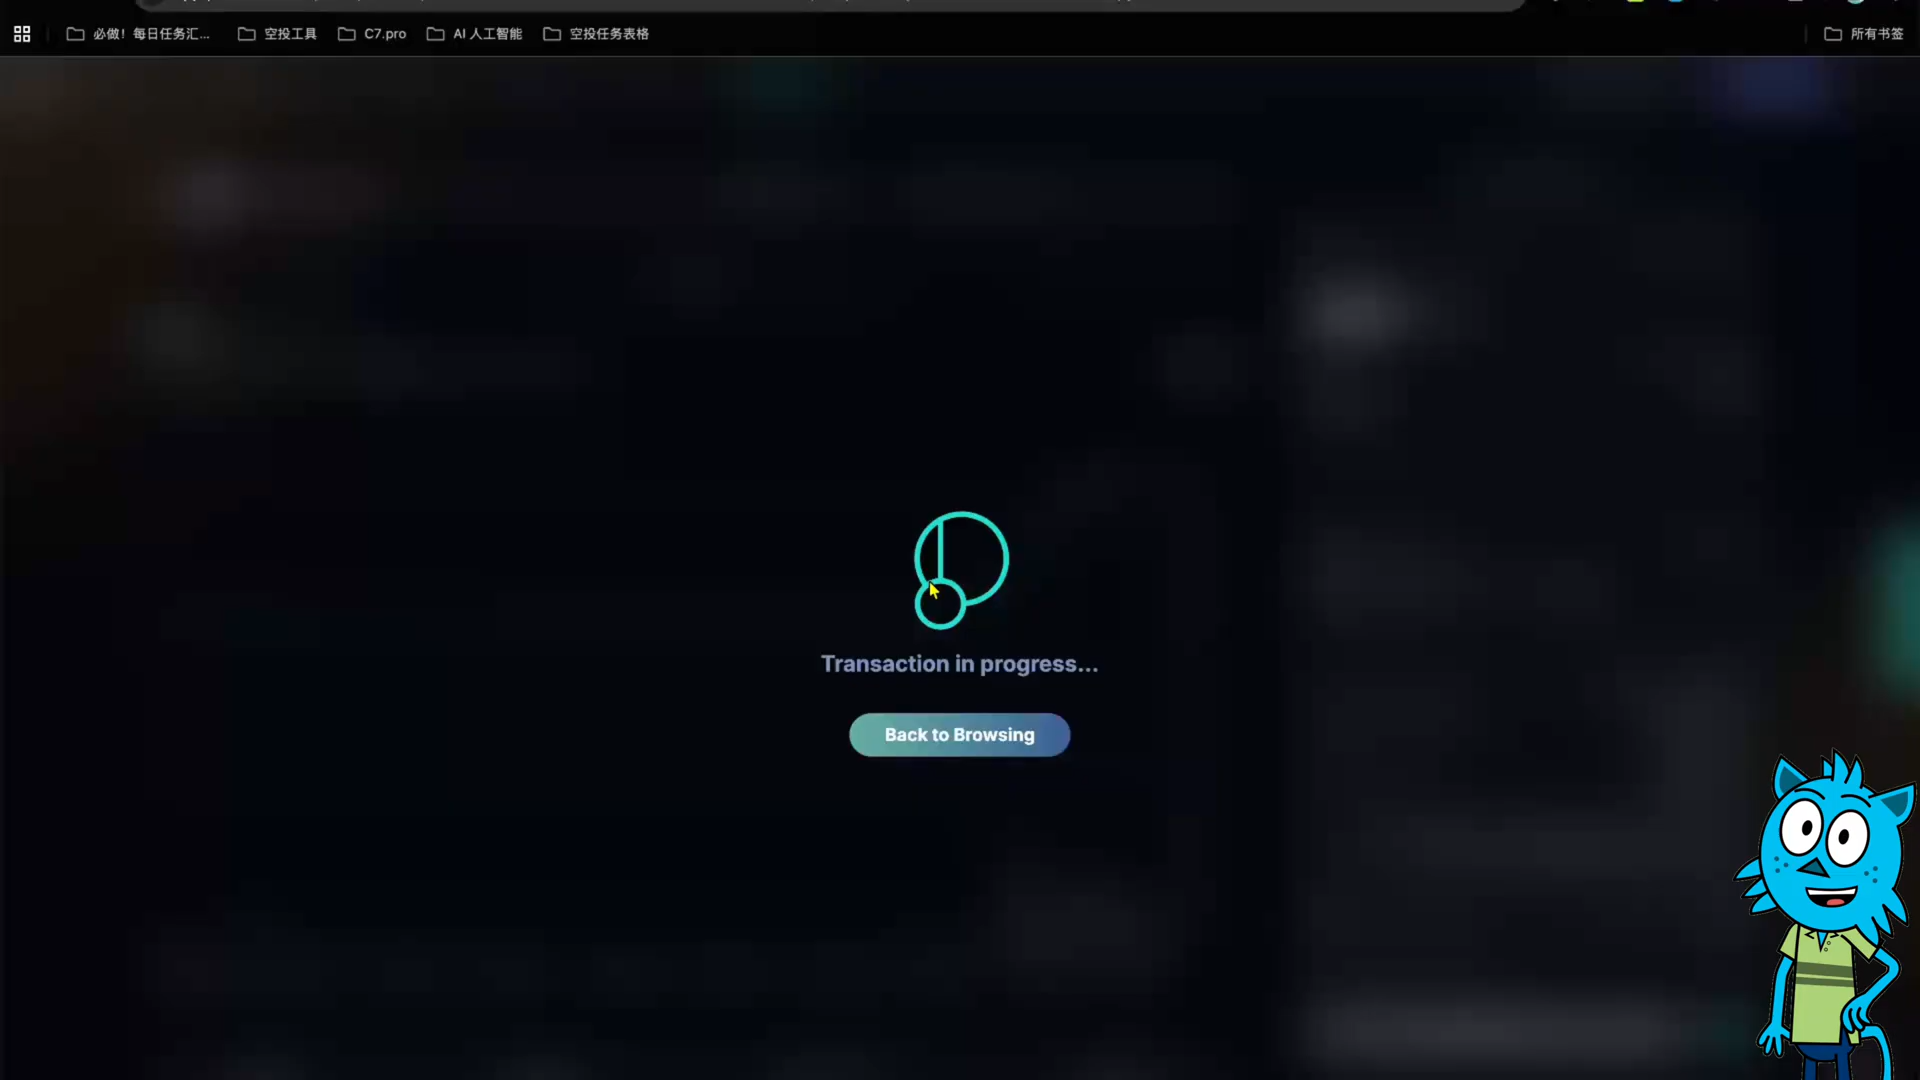 必做！每日任务汇...
空投工具
C7.pro
AI 人工智能
空投任务表格
所有书签
Transaction in progress...
Back to Browsing